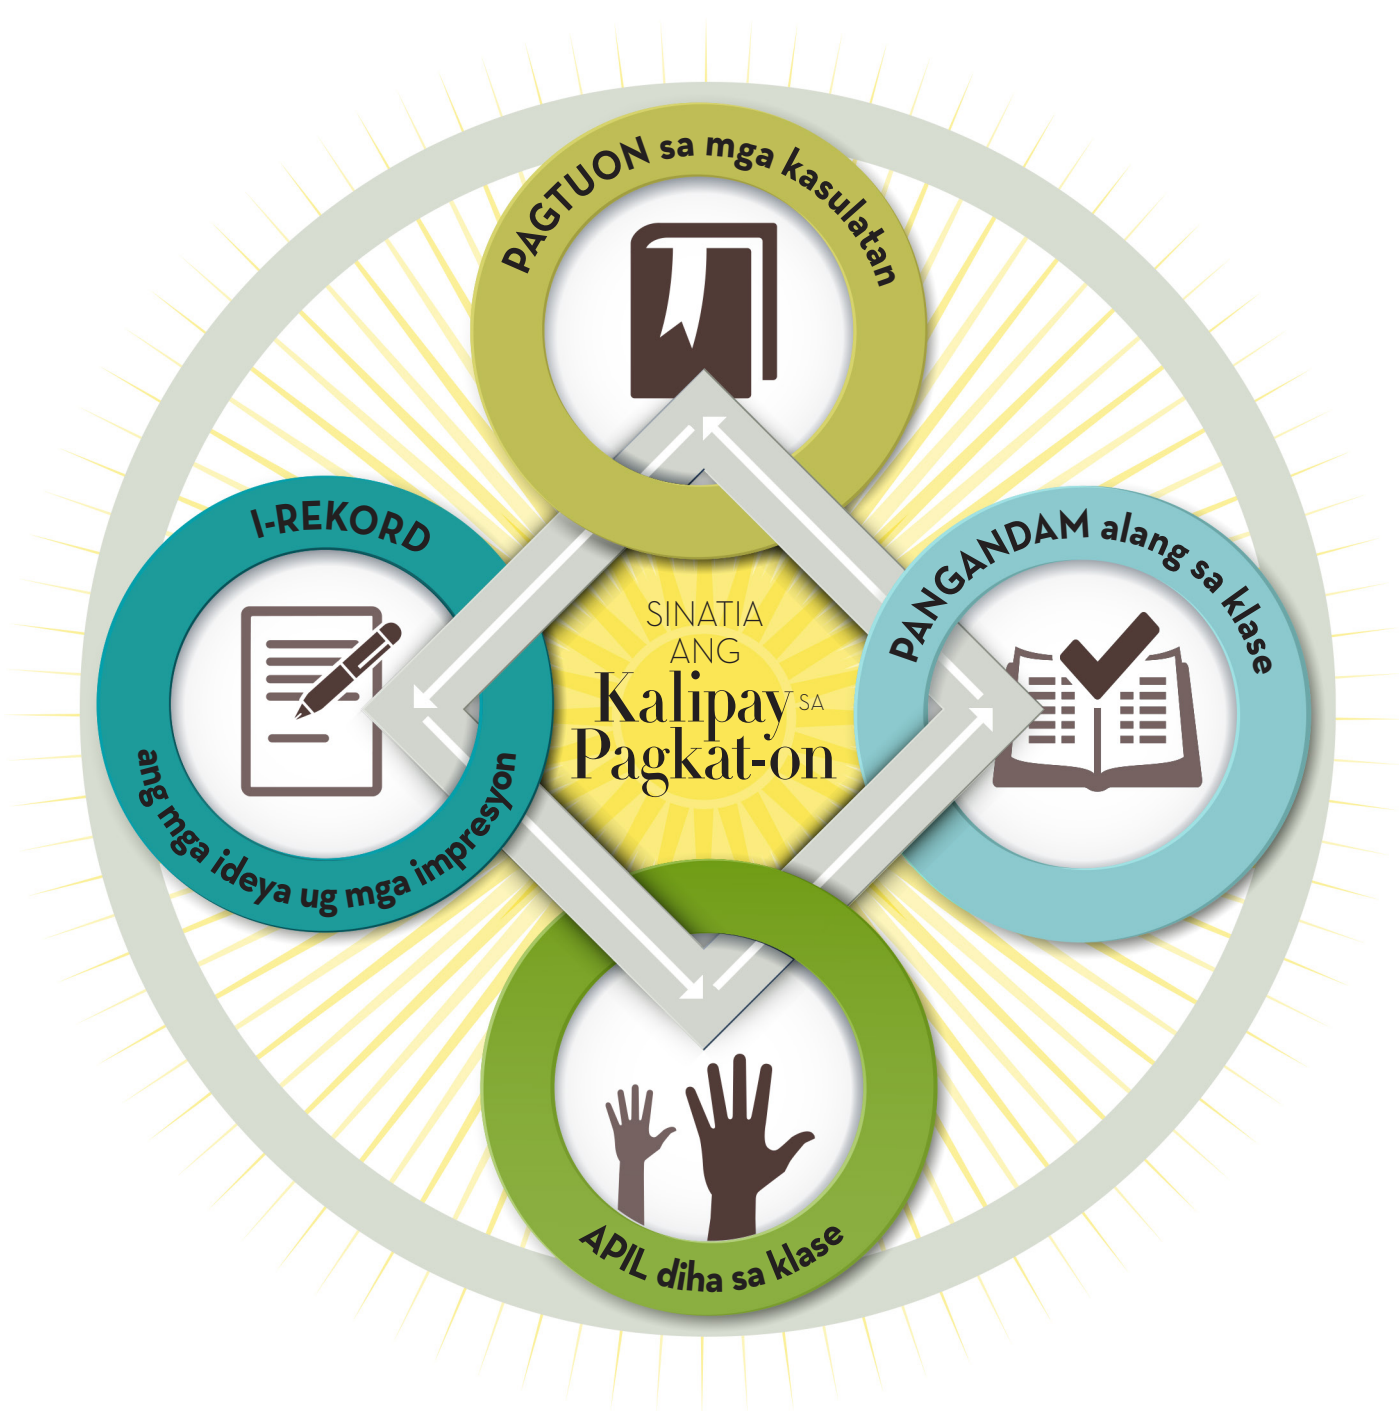 PAGTUON sa mga kasulatan
I-REKORD
ang mga ideya ug mga impresyon
PANGANDAM alang sa klase
SINATIA
ANG
Kalipay SA
Pagkat-on
APIL diha sa klase